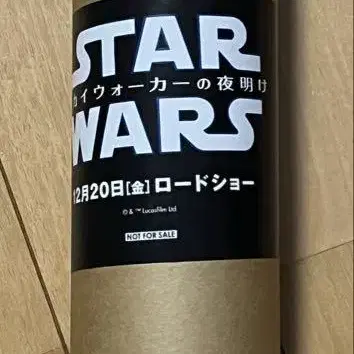 STAR
カイウォーカーの夜明け
WARS
12月20日[金] ロードショー
© & ™ Lucasfilm Ltd
NOT FOR SALE